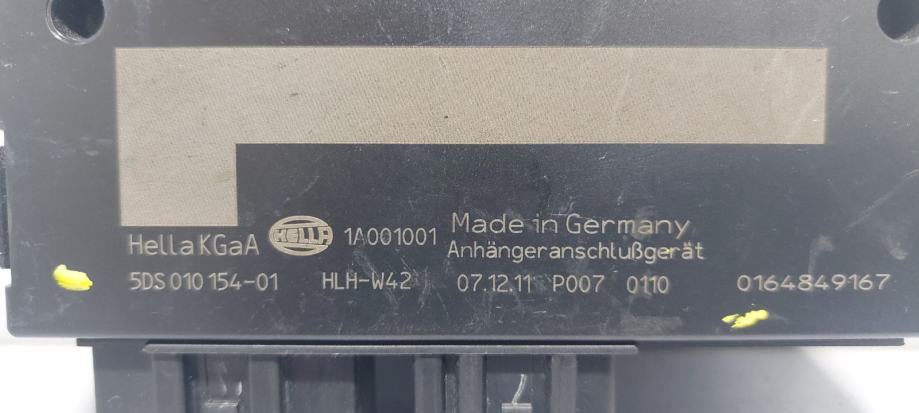 Hella KGaA HELLA 1A001001 Made in Germany
Anhängeranschlußgerät
5DS 010 154-01 HLH-W42 07.12.11 P007 0110 0164849167